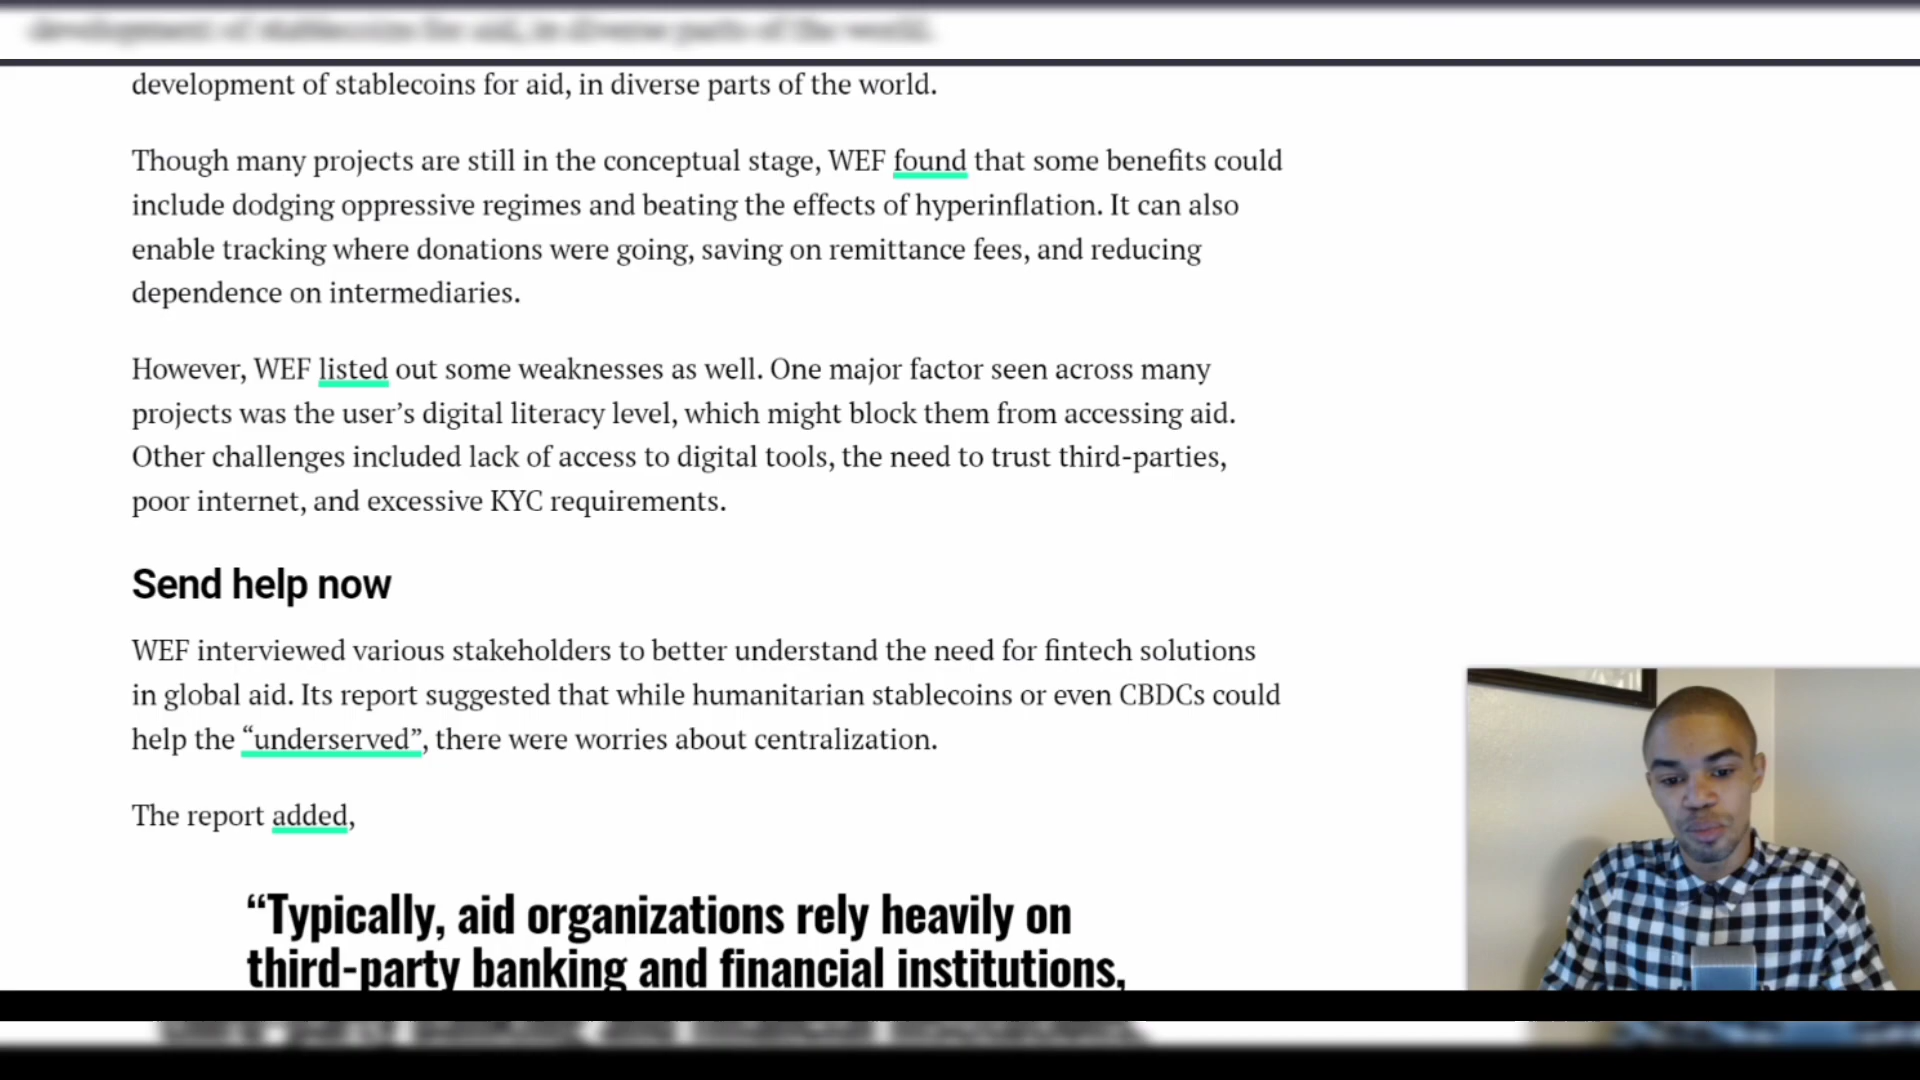 development of stablecoins for aid, in diverse parts of the world.
development of stablecoins for aid, in diverse parts of the world.
Though many projects are still in the conceptual stage, WEF found that some benefits could
include dodging oppressive regimes and beating the effects of hyperinflation. It can also
enable tracking where donations were going, saving on remittance fees, and reducing
dependence on intermediaries.
However, WEF listed out some weaknesses as well. One major factor seen across many
projects was the user’s digital literacy level, which might block them from accessing aid.
Other challenges included lack of access to digital tools, the need to trust third-parties,
poor internet, and excessive KYC requirements.
Send help now
WEF interviewed various stakeholders to better understand the need for fintech solutions
in global aid. Its report suggested that while humanitarian stablecoins or even CBDCs could
help the “underserved”, there were worries about centralization.
The report added,
“Typically, aid organizations rely heavily on
third-party banking and financial institutions,